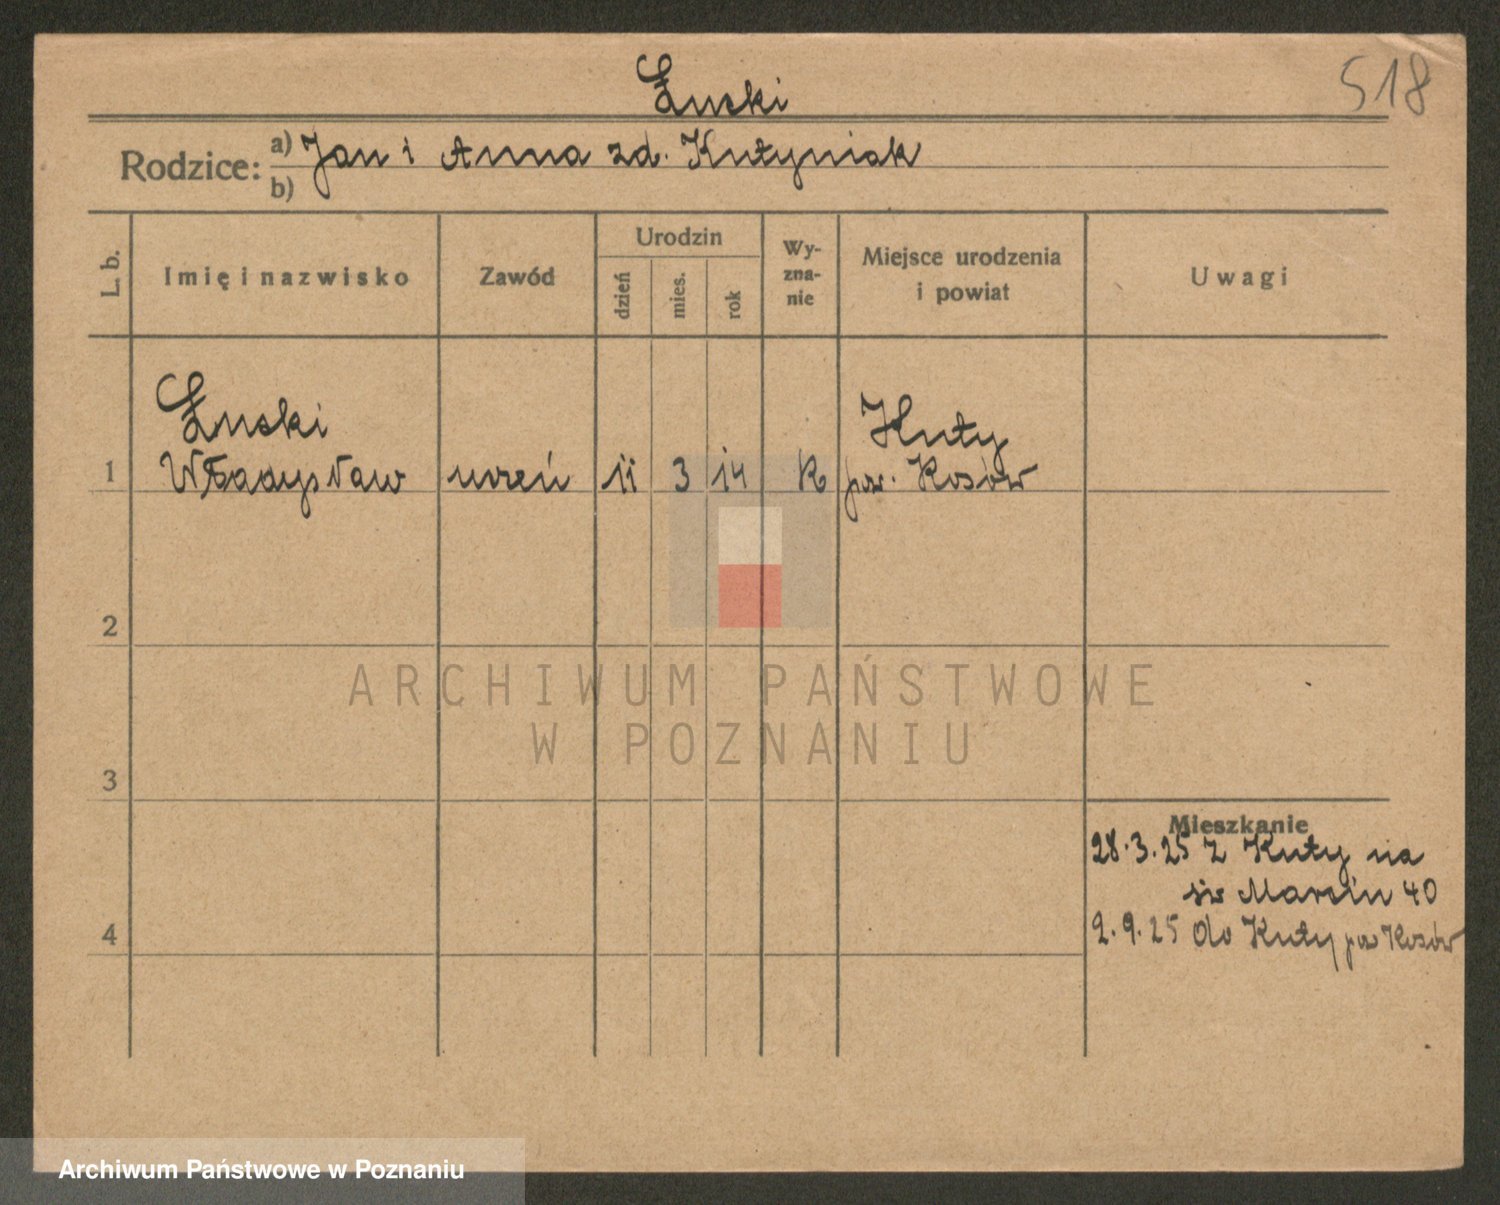 518
Łuski
Rodzice: a) Jan i Anna zd. Kutyniak
b)
L. b.
Imię i nazwisko
Zawód
Urodzin
dzień
mies.
rok
Wy-
zna-
nie
Miejsce urodzenia
i powiat
Uwagi
Łuski
Kuty
1 Władysław uczeń 11 3 14 K pow. Kosów
2
ARCHIWUM PAŃSTWOWE
W POZNANIU
3
Mieszkanie
28.3.25 z Kuty na
św Marcin 40
4
2.9.25 do Kuty pow Kosów
Archiwum Państwowe w Poznaniu